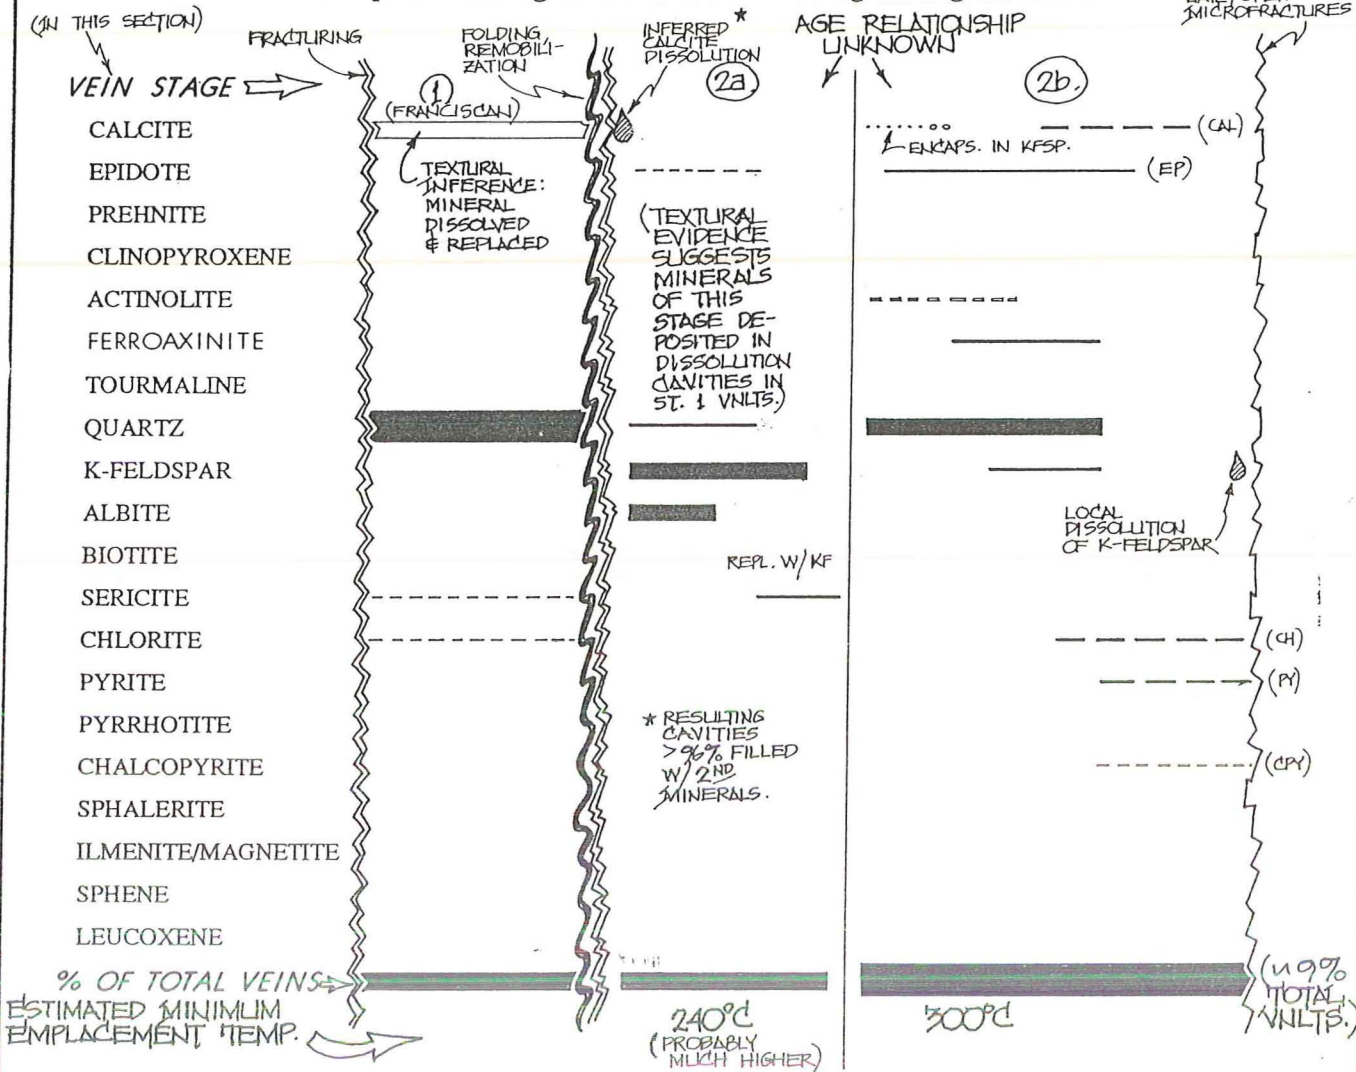 (IN THIS SECTION)
FRACTURING
FOLDING
REMOBILI-
ZATION
INFERRED *
CALCITE
DISSOLUTION
AGE RELATIONSHIP
UNKNOWN
MICROFRACTURES
VEIN STAGE
1
(FRANCISCAN)
2a
2b.
CALCITE
ENCAPS. IN KFSP.
(CAL)
EPIDOTE
(EP)
TEXTURAL
INFERENCE:
MINERAL
DISSOLVED
& REPLACED
PREHNITE
CLINOPYROXENE
ACTINOLITE
FERROAXINITE
TOURMALINE
(TEXTURAL
EVIDENCE
SUGGESTS
MINERALS
OF THIS
STAGE DE-
POSITED IN
DISSOLUTION
CAVITIES IN
ST. 1 VNLTS.)
QUARTZ
K-FELDSPAR
ALBITE
LOCAL
DISSOLUTION
OF K-FELDSPAR
BIOTITE
REPL. W/KF
SERICITE
CHLORITE
(CH)
PYRITE
(PY)
PYRRHOTITE
CHALCOPYRITE
(CPY)
* RESULTING
CAVITIES
>96% FILLED
W/ 2ND
MINERALS.
SPHALERITE
ILMENITE/MAGNETITE
SPHENE
LEUCOXENE
% OF TOTAL VEINS
(~9%
TOTAL
VNLTS.)
ESTIMATED MINIMUM
EMPLACEMENT TEMP.
240°C
(PROBABLY
MUCH HIGHER)
300°C